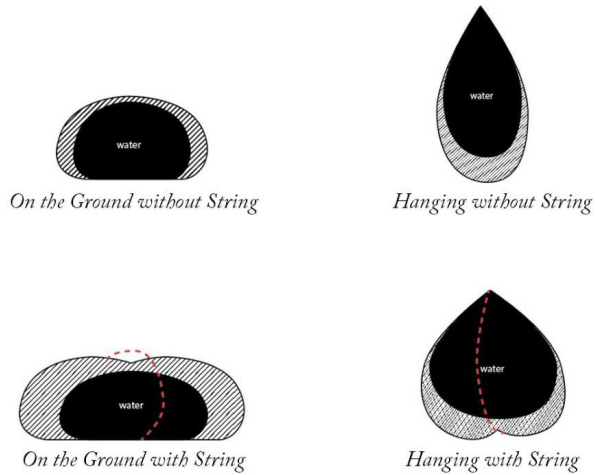 water
water
On the Ground without String
Hanging without String
water
water
On the Ground with String
Hanging with String